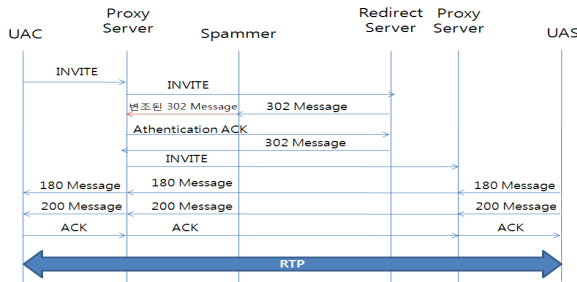 UAC
Proxy
Server
Spammer
Redirect
Server
Proxy
Server
UAS
INVITE
INVITE
변조된 302 Message
302 Message
Athentication ACK
302 Message
INVITE
180 Message
180 Message
180 Message
200 Message
200 Message
200 Message
ACK
ACK
ACK
RTP